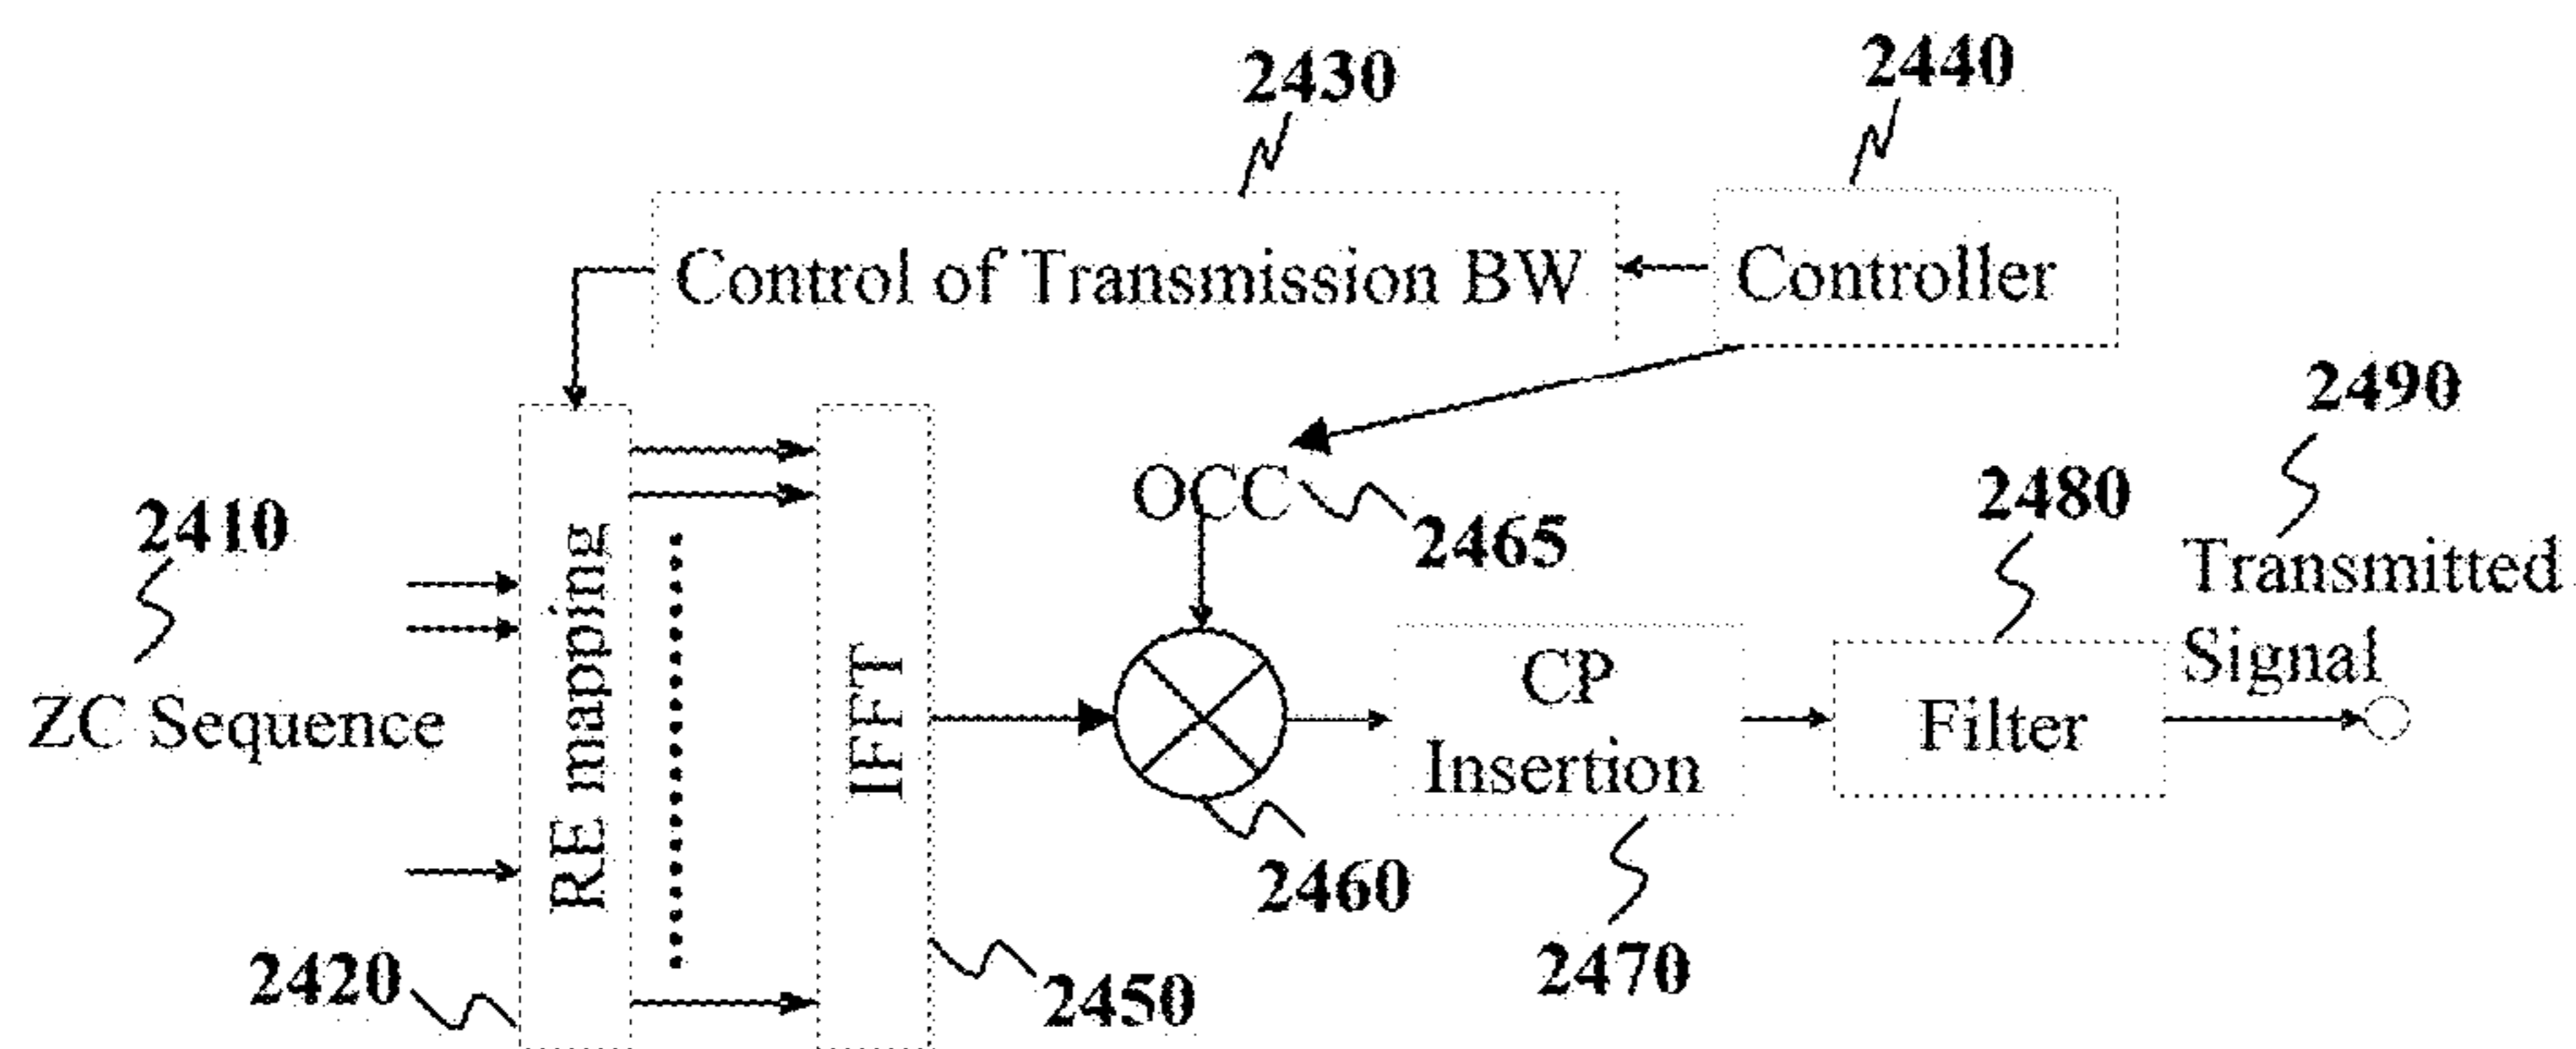 2430
2440
Control of Transmission BW
Controller
2490
2410
OCC
2465
2480
Transmitted
Signal
ZC Sequence
RE mapping
IFFT
CP
Insertion
Filter
2460
2470
2420
2450